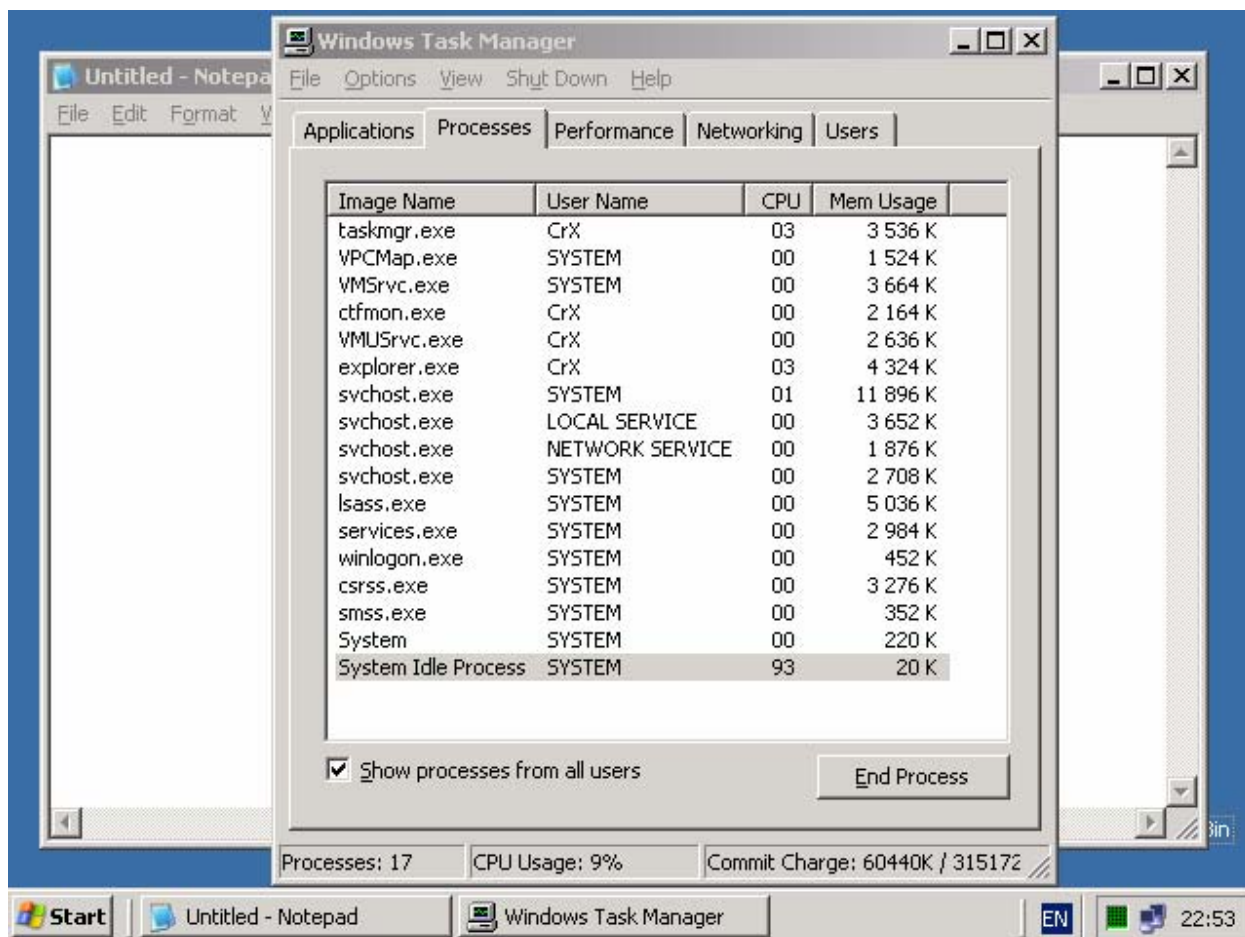 Windows Task Manager
Untitled - Notepa
File Options View Shut Down Help
File Edit Format V
Applications Processes Performance Networking Users
Image Name User Name CPU Mem Usage
taskmgr.exe CrX 03 3 536 K
VPCMap.exe SYSTEM 00 1 524 K
VMSrvc.exe SYSTEM 00 3 664 K
ctfmon.exe CrX 00 2 164 K
VMUSrvc.exe CrX 00 2 636 K
explorer.exe CrX 03 4 324 K
svchost.exe SYSTEM 01 11 896 K
svchost.exe LOCAL SERVICE 00 3 652 K
svchost.exe NETWORK SERVICE 00 1 876 K
svchost.exe SYSTEM 00 2 708 K
lsass.exe SYSTEM 00 5 036 K
services.exe SYSTEM 00 2 984 K
winlogon.exe SYSTEM 00 452 K
csrss.exe SYSTEM 00 3 276 K
smss.exe SYSTEM 00 352 K
System SYSTEM 00 220 K
System Idle Process SYSTEM 93 20 K
Show processes from all users End Process
Bin
Processes: 17 CPU Usage: 9% Commit Charge: 60440K / 315172
Start Untitled - Notepad Windows Task Manager EN 22:53